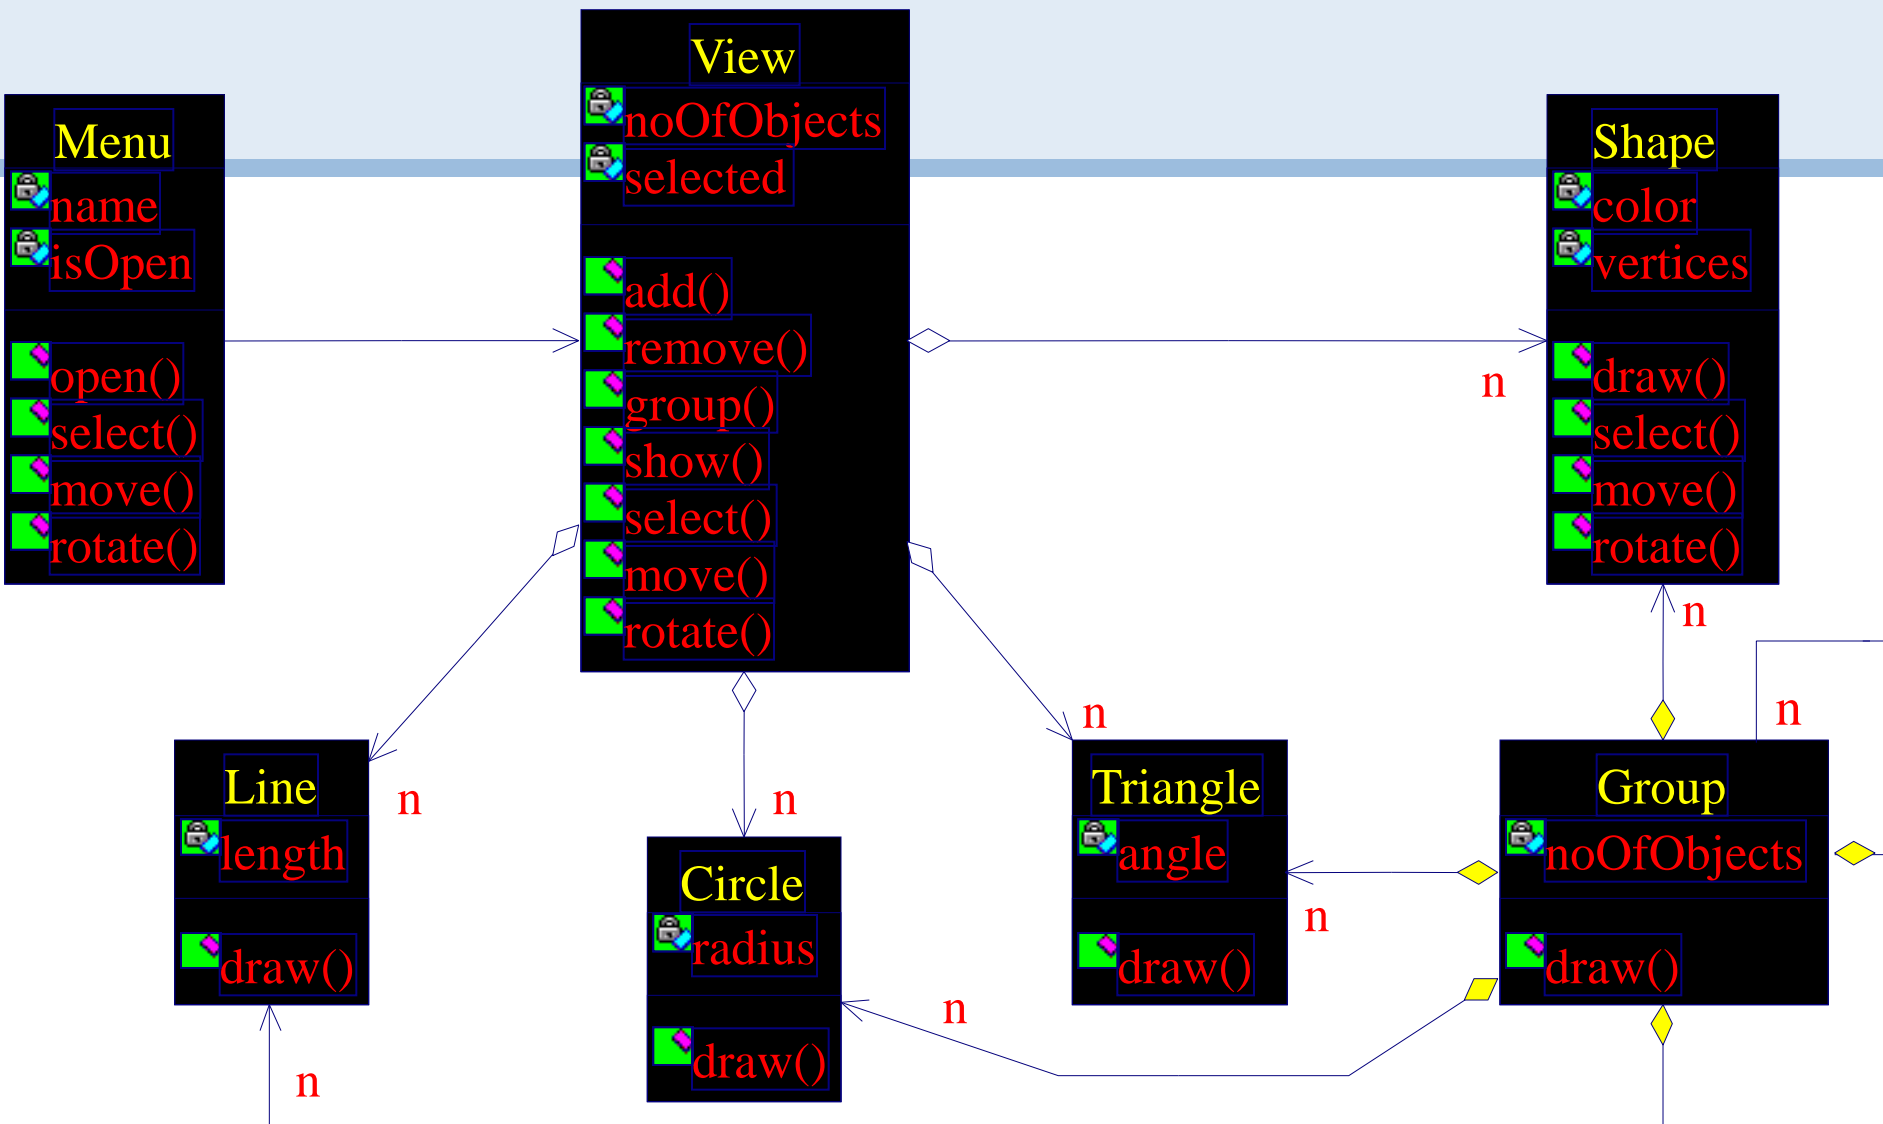 View
noOfObjects
selected
add()
remove()
group()
show()
select()
move()
rotate()
Menu
name
isOpen
open()
select()
move()
rotate()
Shape
color
vertices
draw()
select()
move()
rotate()
n
n
n
n
n
n
Line
length
draw()
n
Circle
radius
draw()
n
Triangle
angle
draw()
n
Group
noOfObjects
draw()